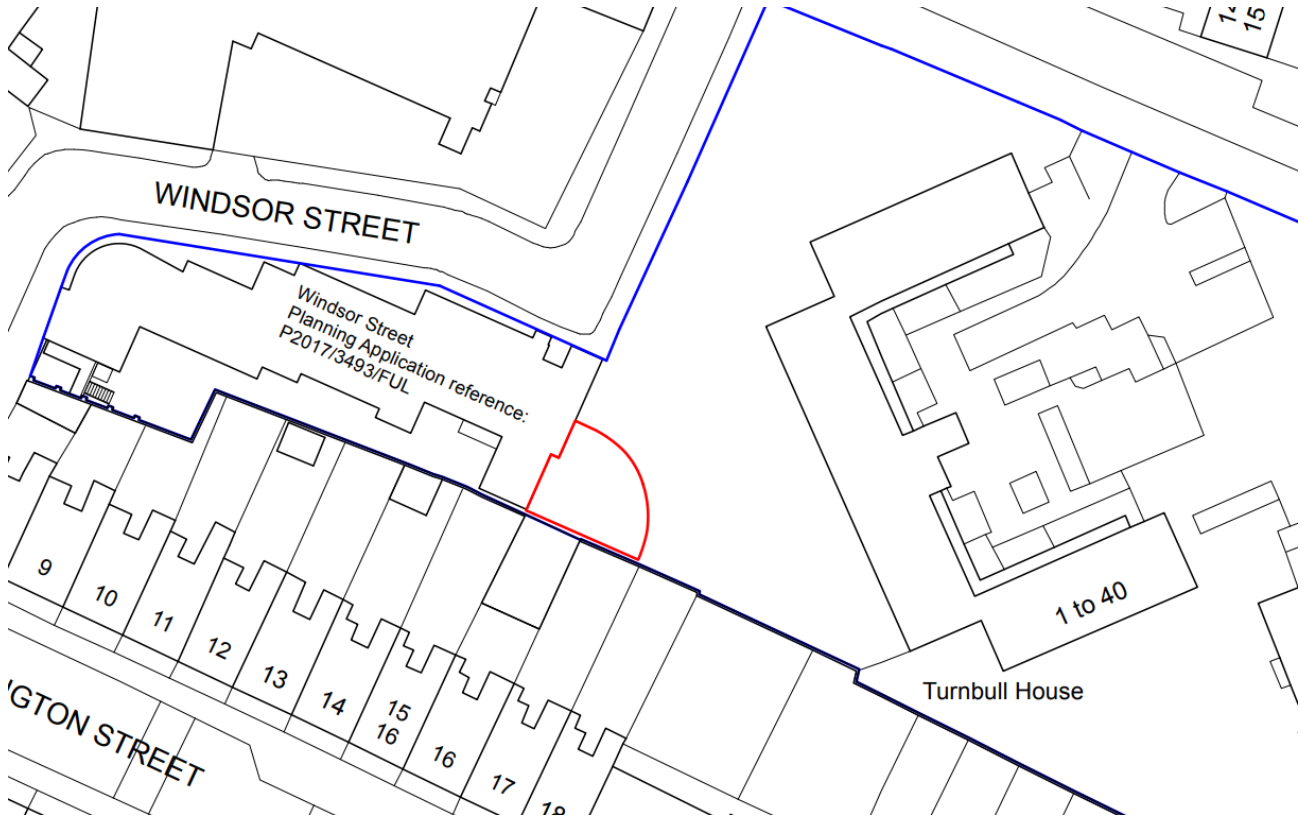 14
15
WINDSOR STREET
Windsor Street
Planning Application reference:
P2017/3493/FUL
9
10
11
12
13
14
15
16
16
17
18
1 to 40
Turnbull House
GTON STREET